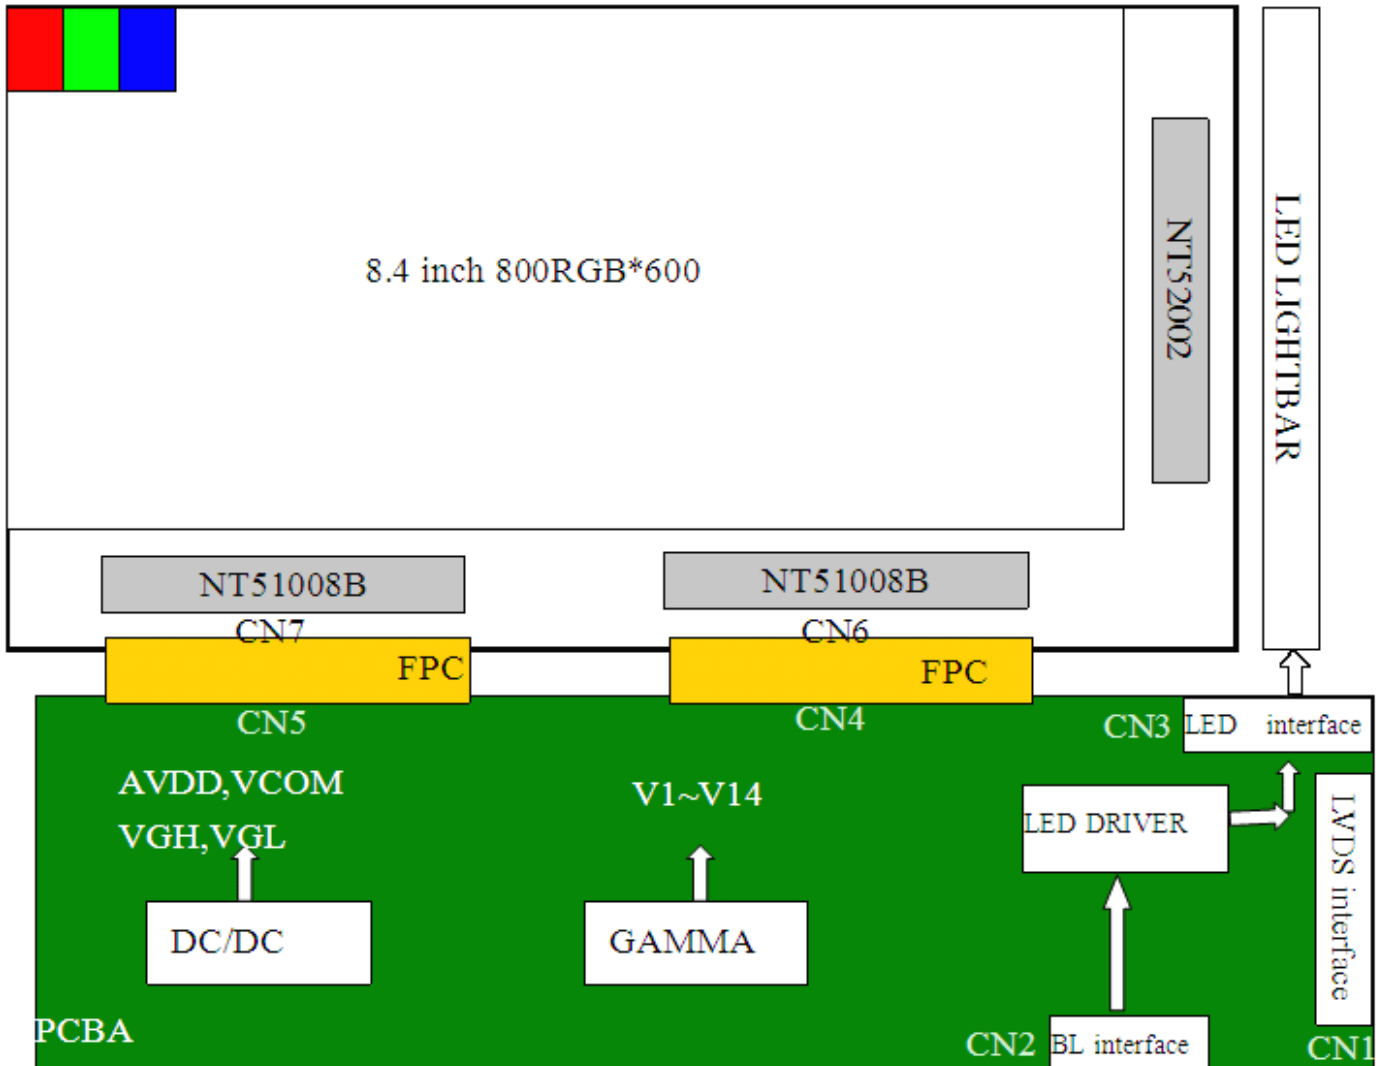 8.4 inch 800RGB*600
NT52002
LED LIGHTBAR
NT51008B
NT51008B
CN7
CN6
FPC
FPC
CN5
CN4
CN3
LED interface
AVDD,VCOM
VGH,VGL
V1~V14
LED DRIVER
LVDS interface
DC/DC
GAMMA
PCBA
CN2
BL interface
CN1